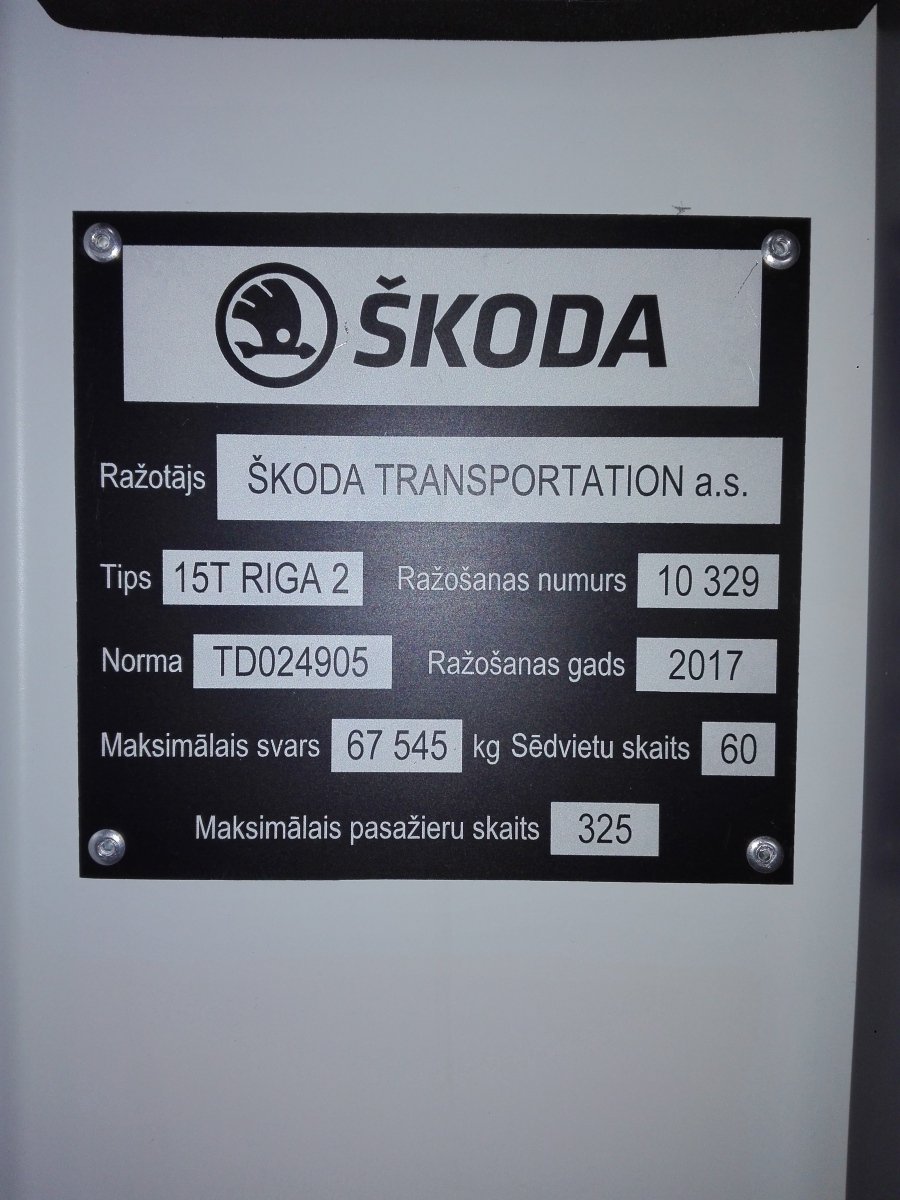 ŠKODA
Ražotājs ŠKODA TRANSPORTATION a.s.
Tips 15T RIGA 2 Ražošanas numurs 10 329
Norma TD024905 Ražošanas gads 2017
Maksimālais svars 67 545 kg Sēdvietu skaits 60
Maksimālais pasažieru skaits 325